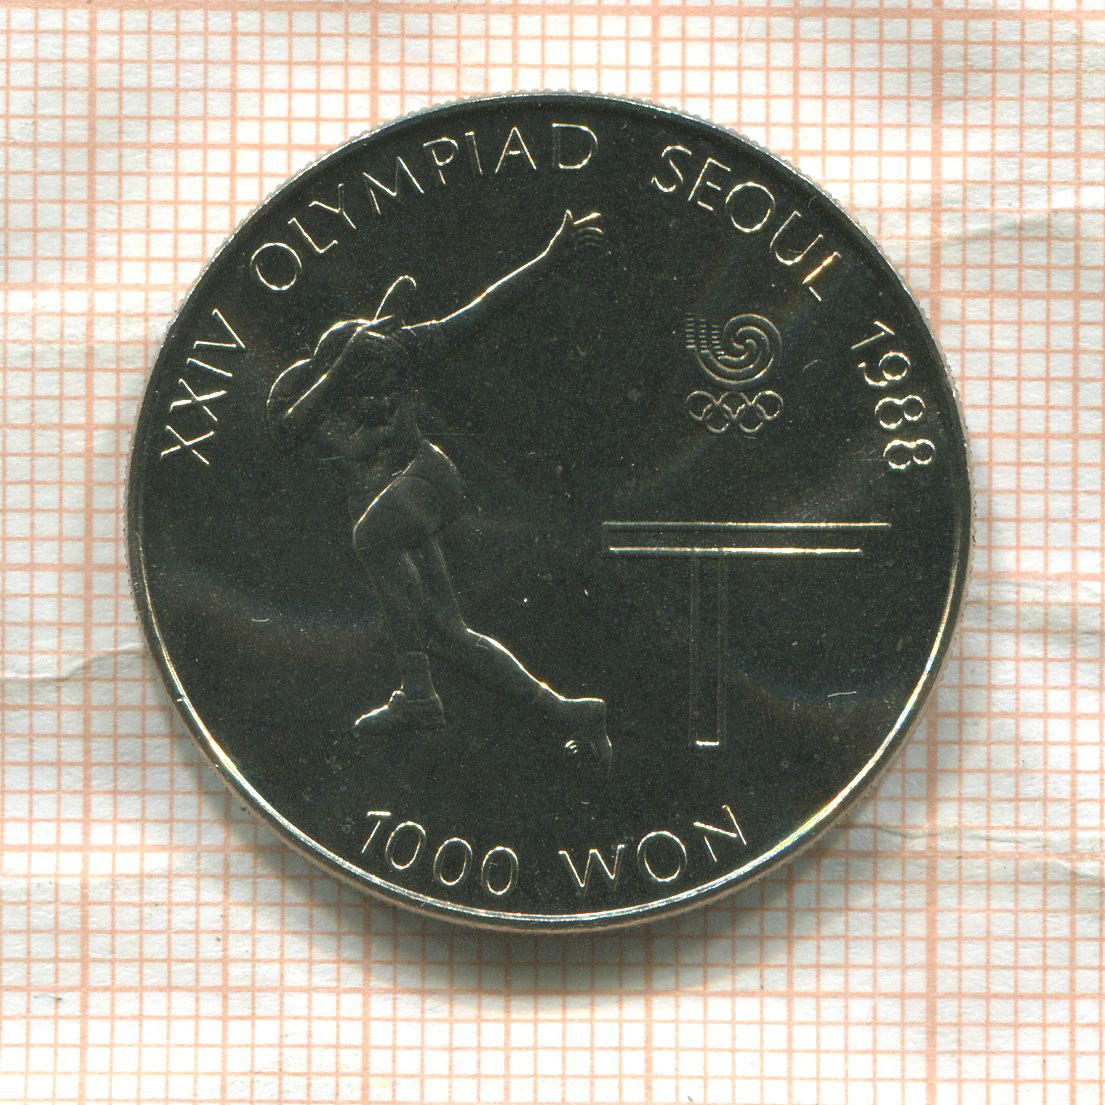 XXIV OLYMPIAD SEOUL 1988
1000 WON